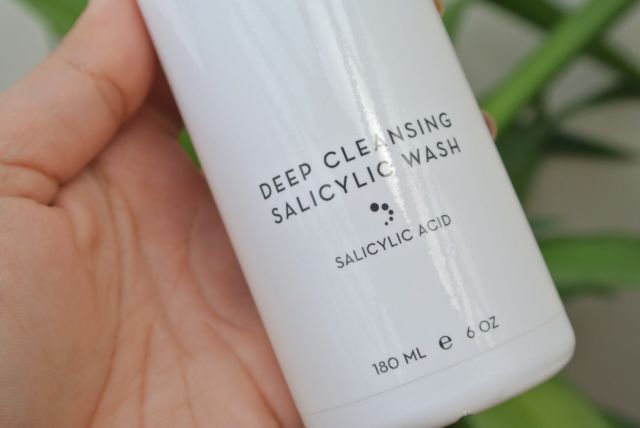 DEEP CLEANSING
SALICYLIC WASH
SALICYLIC ACID
180 ML ℮ 6 OZ